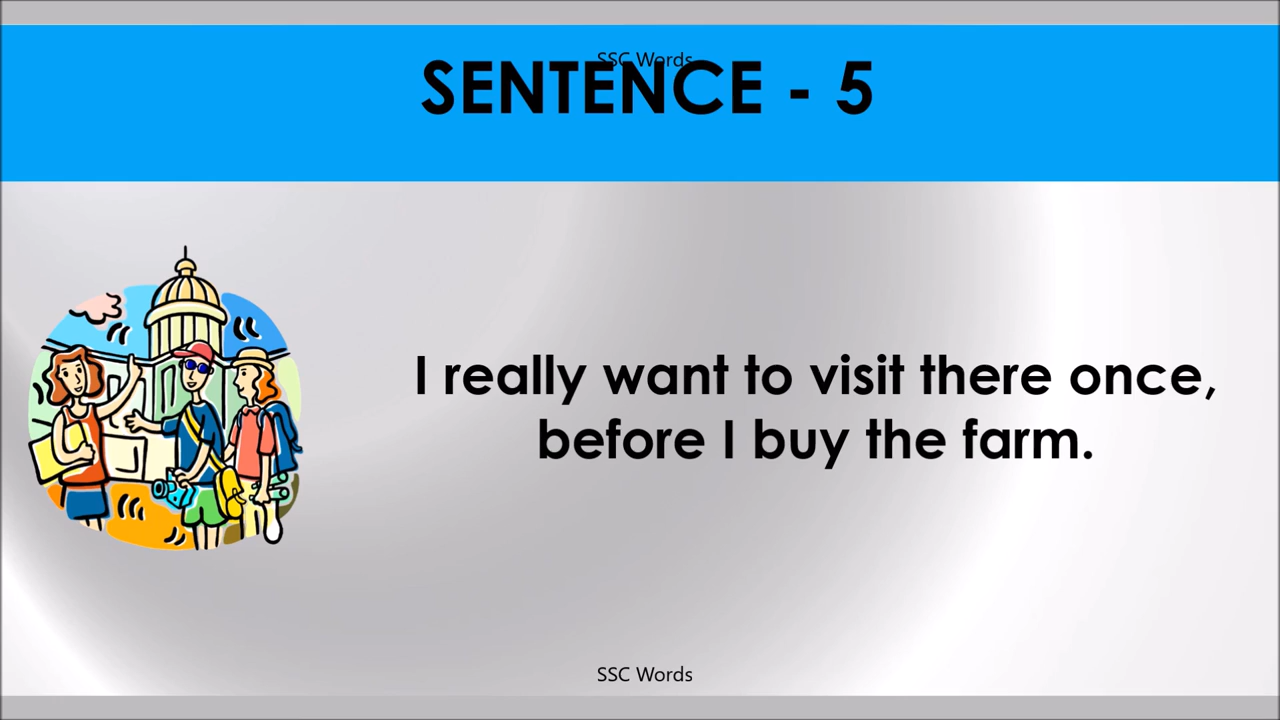 SSC Words
SENTENCE - 5
I really want to visit there once,
before I buy the farm.
SSC Words